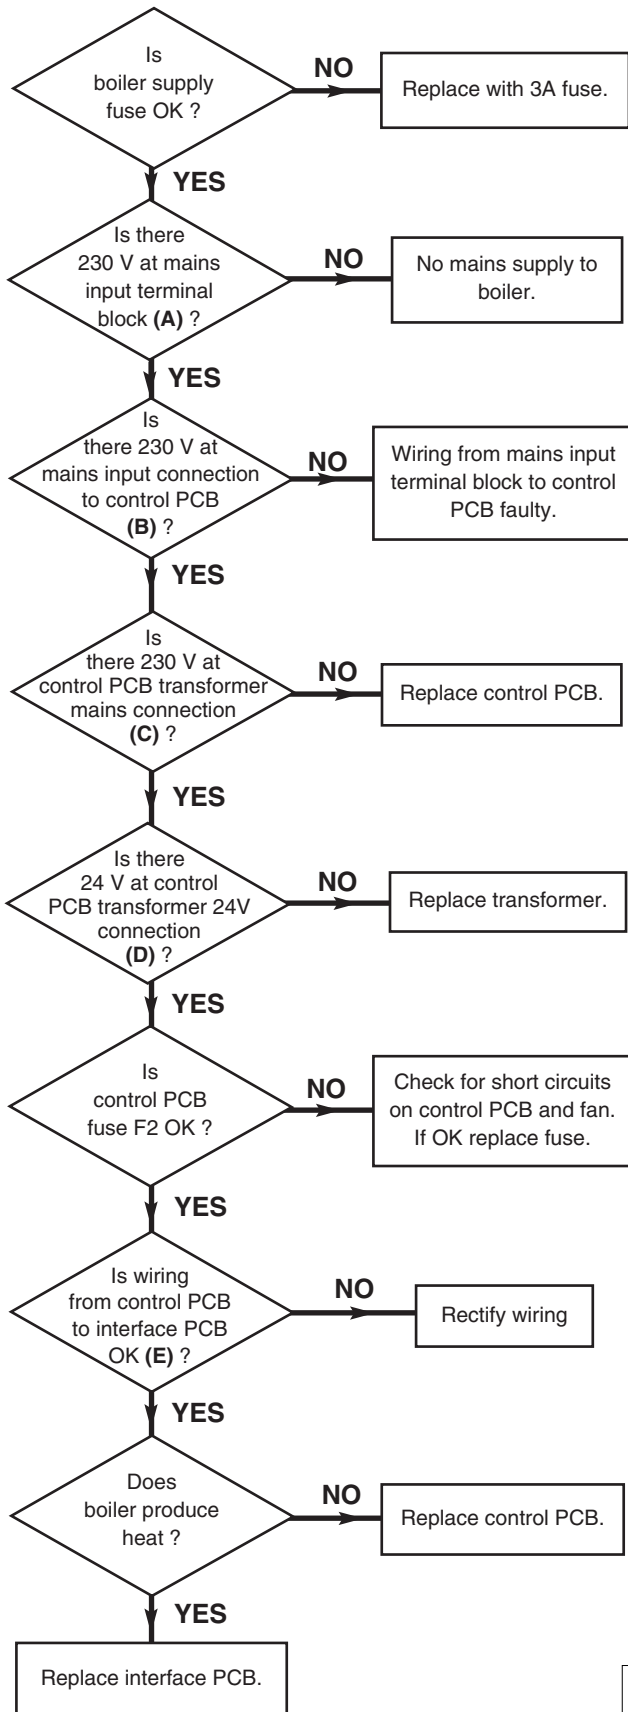 Is
boiler supply
fuse OK ?
NO
Replace with 3A fuse.
YES
Is there
230 V at mains
input terminal
block (A) ?
NO
No mains supply to
boiler.
YES
Is
there 230 V at
mains input connection
to control PCB
(B) ?
NO
Wiring from mains input
terminal block to control
PCB faulty.
YES
Is
there 230 V at
control PCB transformer
mains connection
(C) ?
NO
Replace control PCB.
YES
Is there
24 V at control
PCB transformer 24V
connection
(D) ?
NO
Replace transformer.
YES
Is
control PCB
fuse F2 OK ?
NO
Check for short circuits
on control PCB and fan.
If OK replace fuse.
YES
Is wiring
from control PCB
to interface PCB
OK (E) ?
NO
Rectify wiring
YES
Does
boiler produce
heat ?
NO
Replace control PCB.
YES
Replace interface PCB.